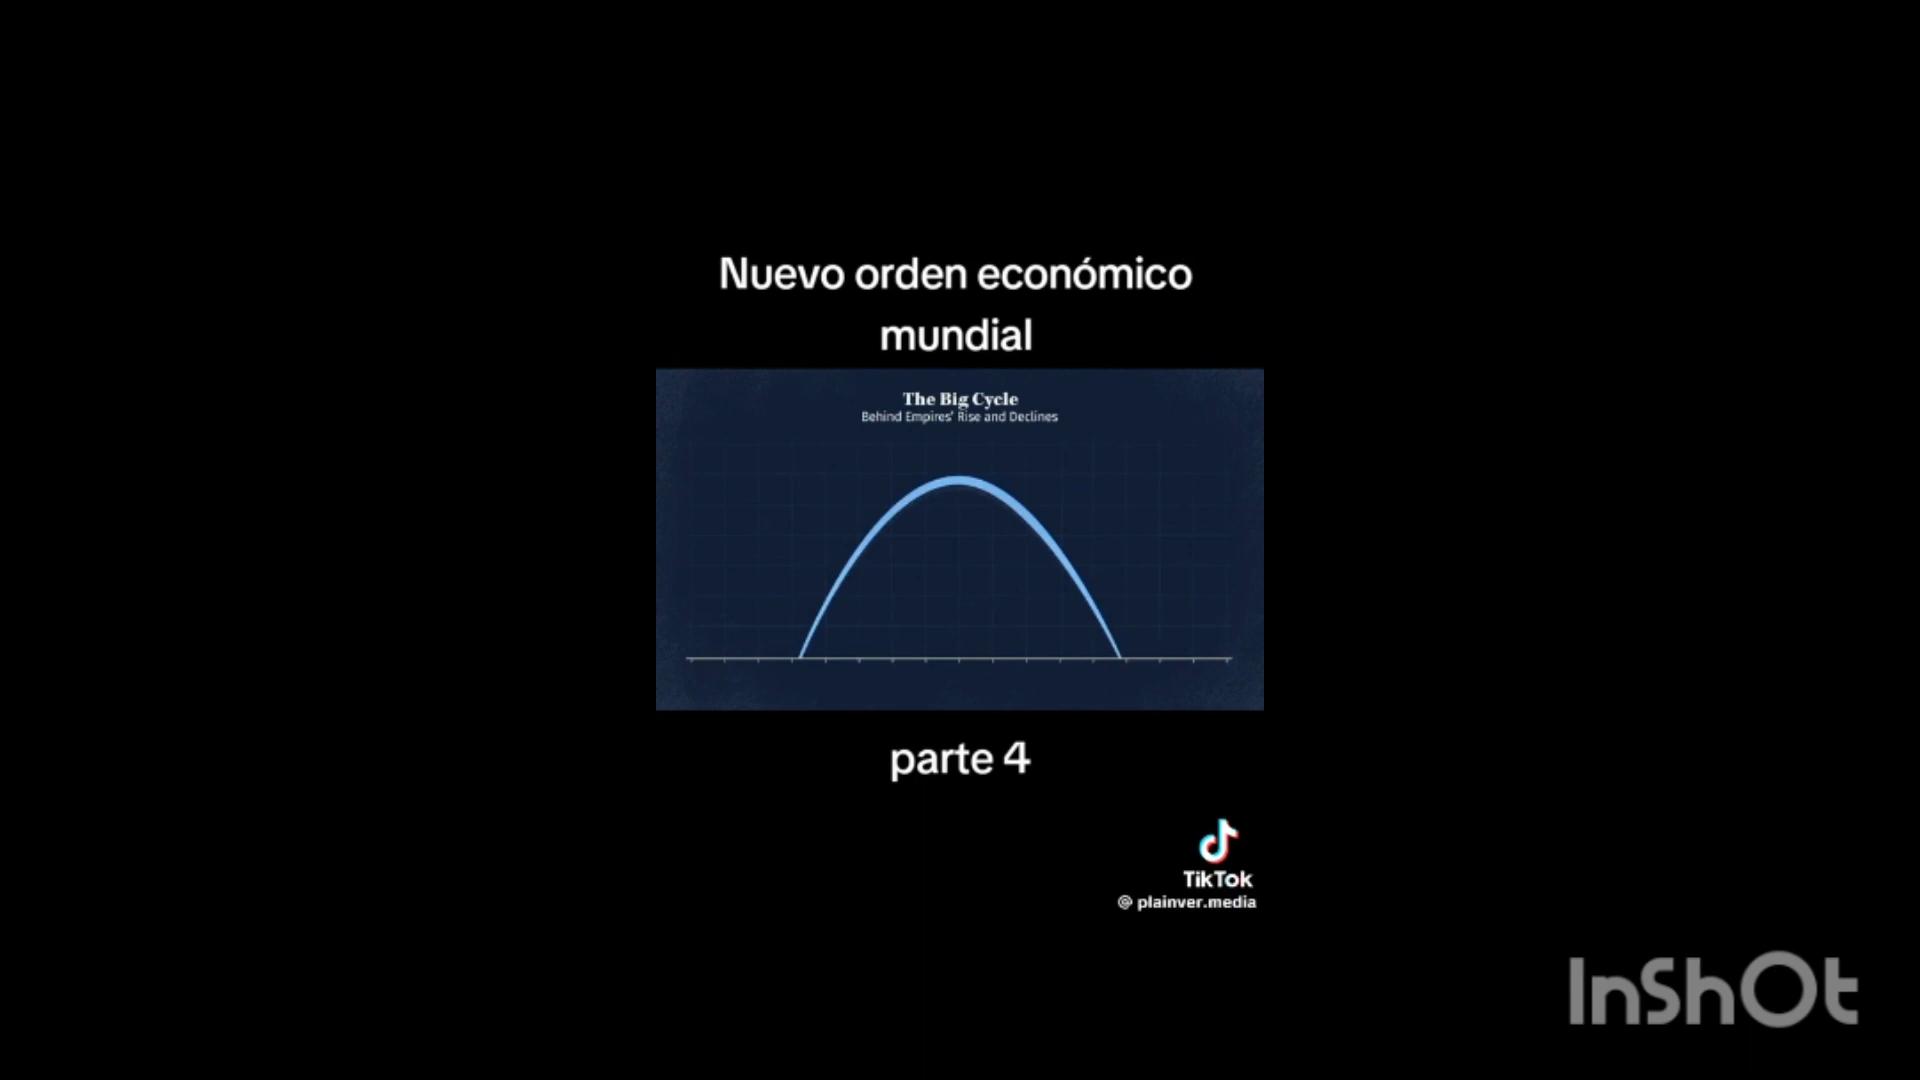 Nuevo orden económico
mundial
The Big Cycle
Behind Empires' Rise and Declines
parte 4
TikTok
@ plainver.media
InShOt